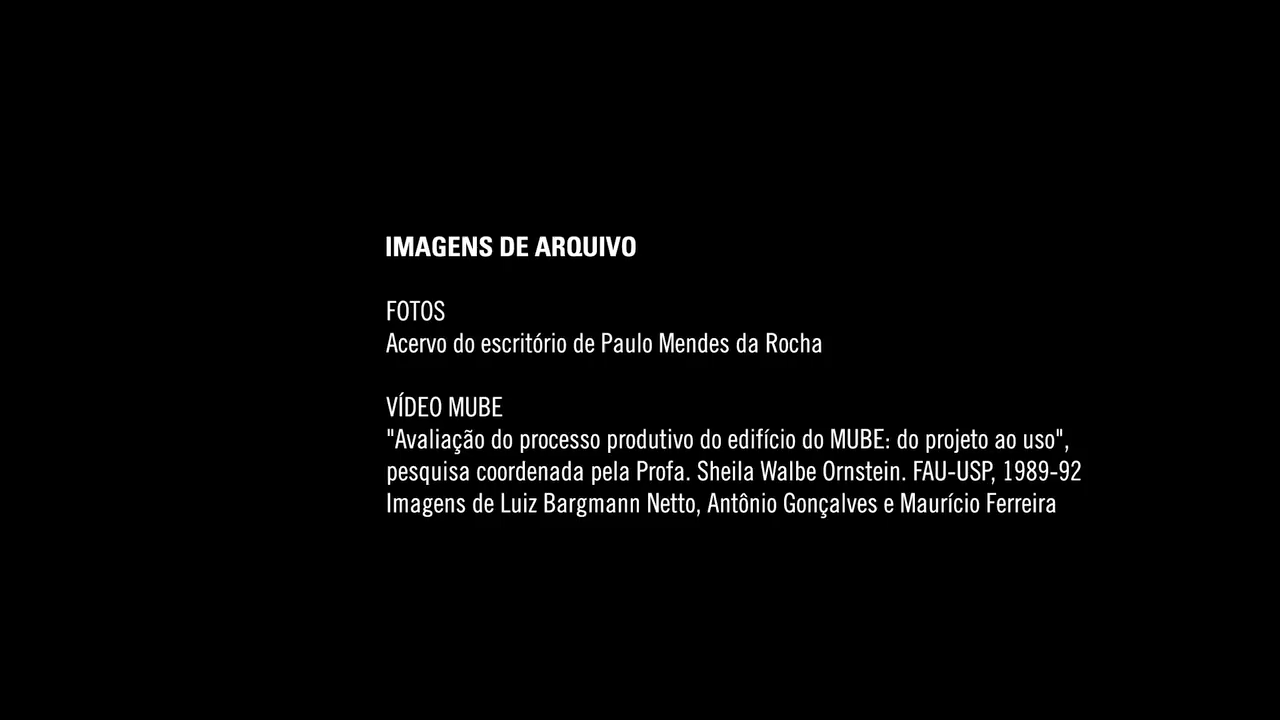 IMAGENS DE ARQUIVO
FOTOS
Acervo do escritório de Paulo Mendes da Rocha
VÍDEO MUBE
"Avaliação do processo produtivo do edifício do MUBE: do projeto ao uso",
pesquisa coordenada pela Profa. Sheila Walbe Ornstein. FAU-USP, 1989-92
Imagens de Luiz Bargmann Netto, Antônio Gonçalves e Maurício Ferreira